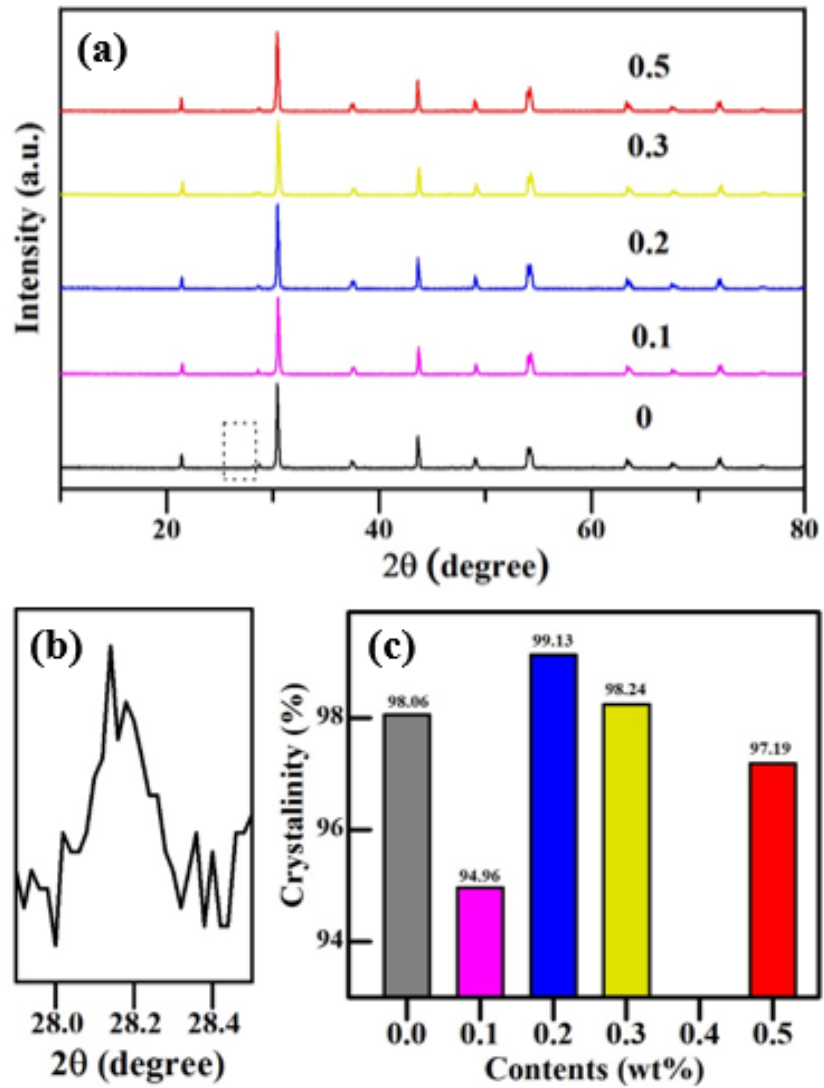 (a)
0.5
0.3
0.2
0.1
0
Intensity (a.u.)
20 40 60 80
2θ (degree)
(b)
28.0 28.2 28.4
2θ (degree)
(c)
99.13
98.06
98.24
97.19
94.96
98
96
94
Crystalinity (%)
0.0 0.1 0.2 0.3 0.4 0.5
Contents (wt%)